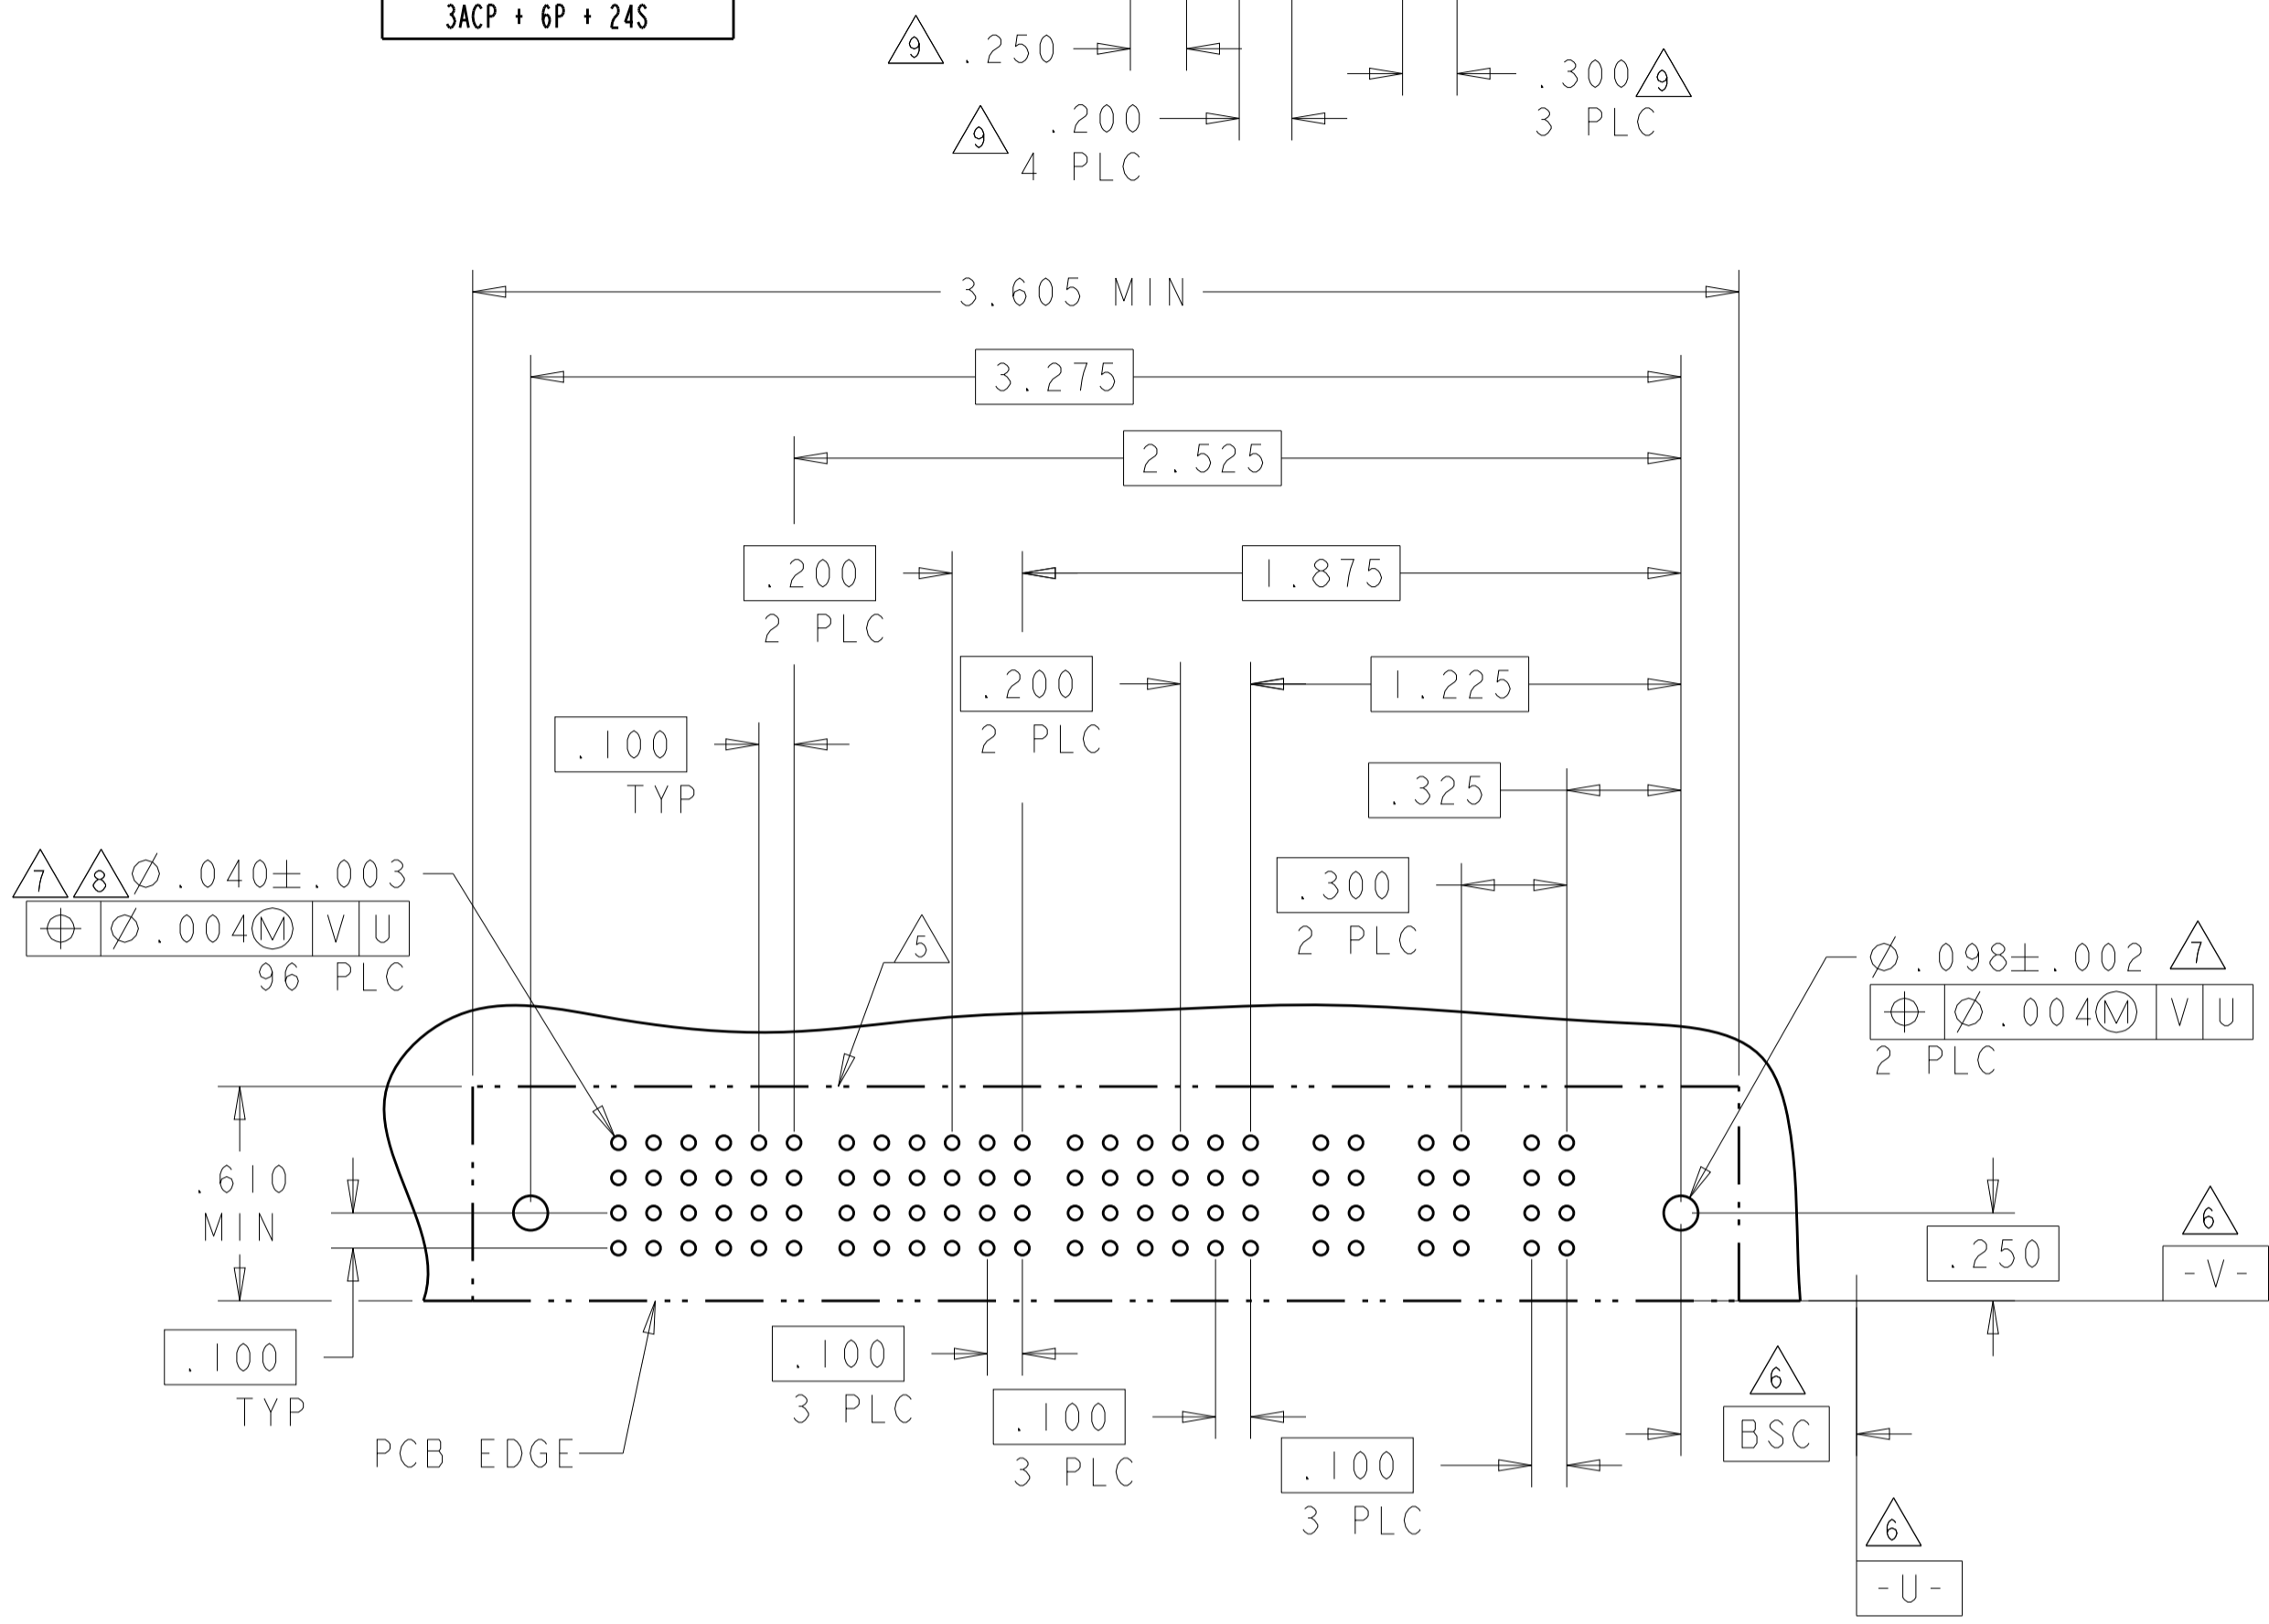 3ACP + 6P + 24S
9 .250
.300 9
3 PLC
9 .200
4 PLC
3.605 MIN
3.275
2.525
.200
2 PLC
1.875
.200
2 PLC
1.225
.100
TYP
.325
7 8 Ø.040±.003
⌖ Ø.004Ⓜ V U
96 PLC
.300
2 PLC
5
Ø.098±.002 7
⌖ Ø.004Ⓜ V U
2 PLC
.610
MIN
.250
6
-V-
.100
TYP
.100
3 PLC
.100
3 PLC
.100
3 PLC
PCB EDGE
6
BSC
6
-U-